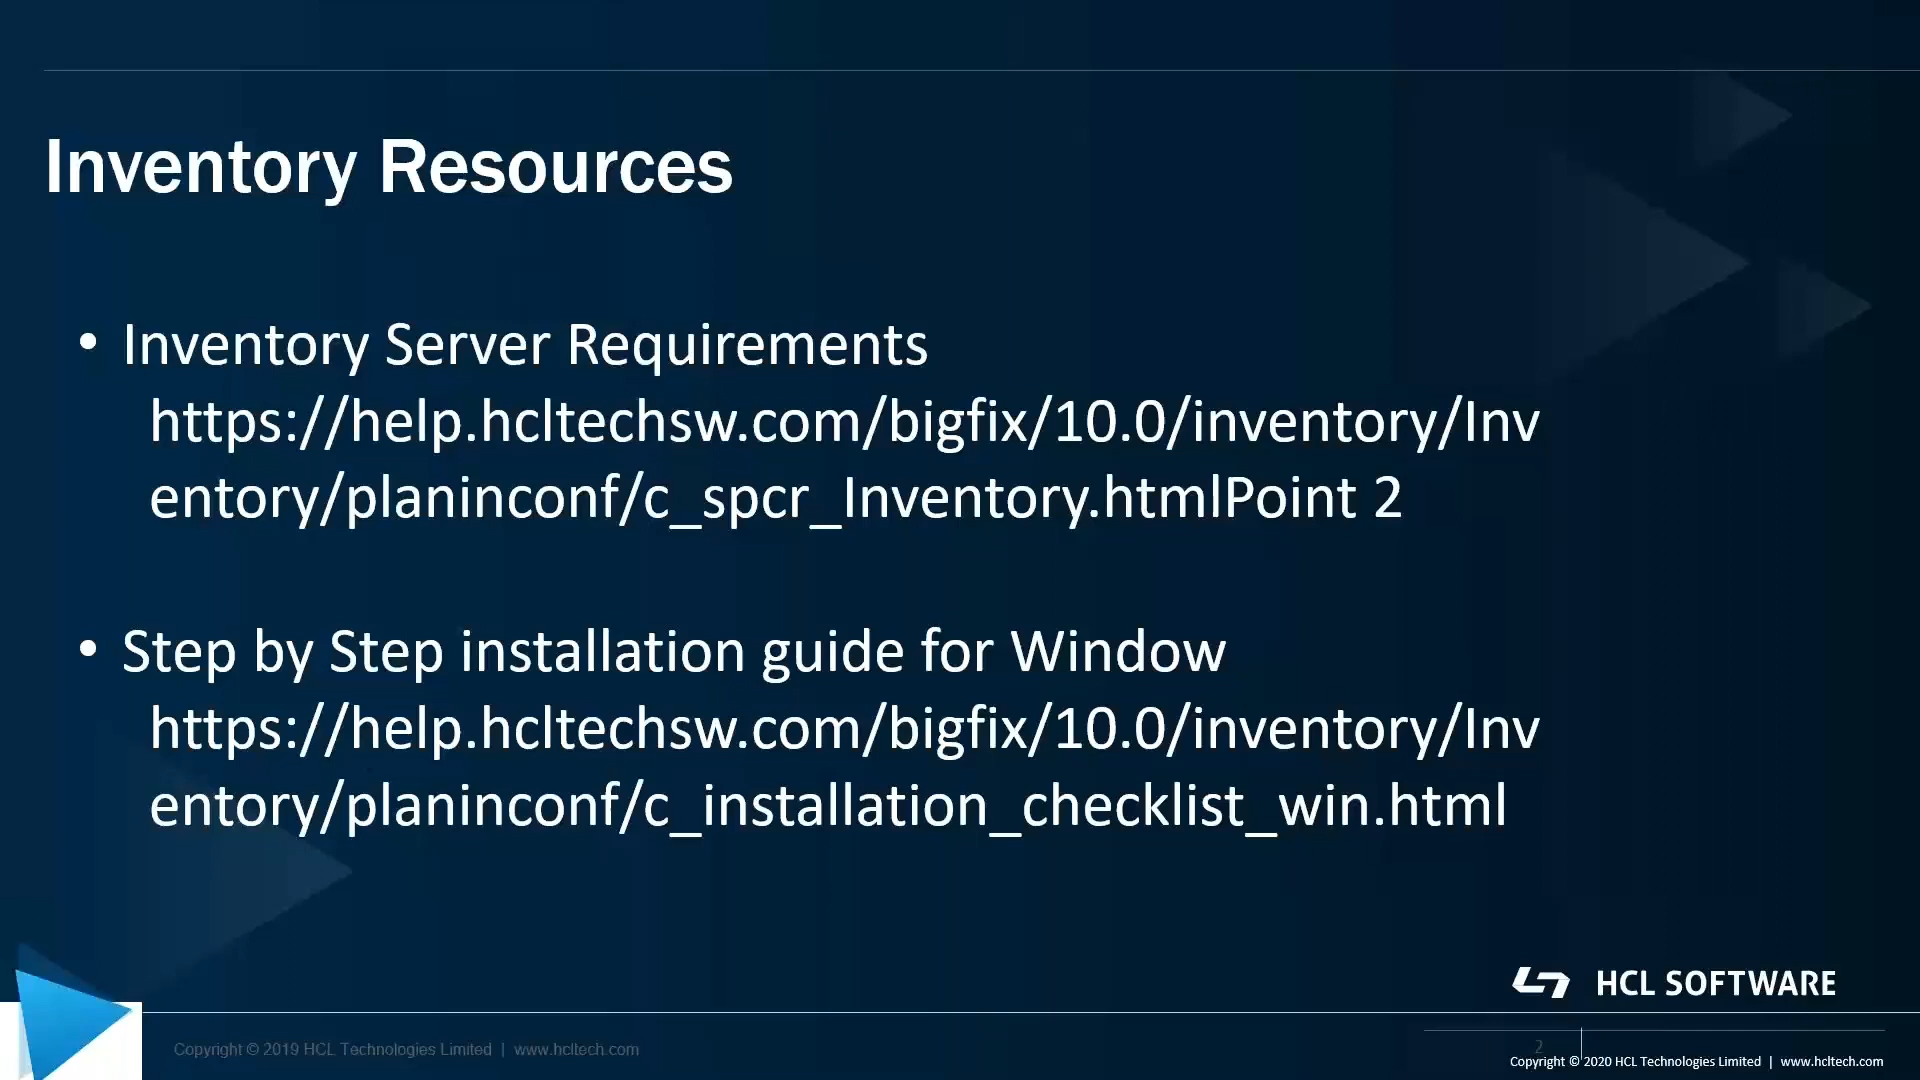 Inventory Resources
• Inventory Server Requirements
https://help.hcltechsw.com/bigfix/10.0/inventory/Inv
entory/planinconf/c_spcr_Inventory.htmlPoint 2
• Step by Step installation guide for Window
https://help.hcltechsw.com/bigfix/10.0/inventory/Inv
entory/planinconf/c_installation_checklist_win.html
HCL SOFTWARE
Copyright © 2019 HCL Technologies Limited | www.hcltech.com
2
Copyright © 2020 HCL Technologies Limited | www.hcltech.com